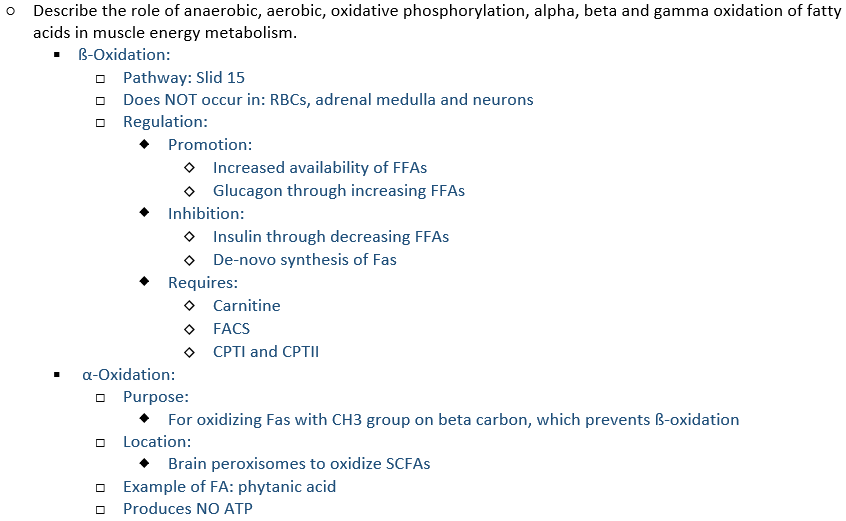 Describe the role of anaerobic, aerobic, oxidative phosphorylation, alpha, beta and gamma oxidation of fatty
acids in muscle energy metabolism.
ß-Oxidation:
Pathway: Slid 15
Does NOT occur in: RBCs, adrenal medulla and neurons
Regulation:
Promotion:
Increased availability of FFAs
Glucagon through increasing FFAs
Inhibition:
Insulin through decreasing FFAs
De-novo synthesis of Fas
Requires:
Carnitine
FACS
CPTI and CPTII
α-Oxidation:
Purpose:
For oxidizing Fas with CH3 group on beta carbon, which prevents ß-oxidation
Location:
Brain peroxisomes to oxidize SCFAs
Example of FA: phytanic acid
Produces NO ATP